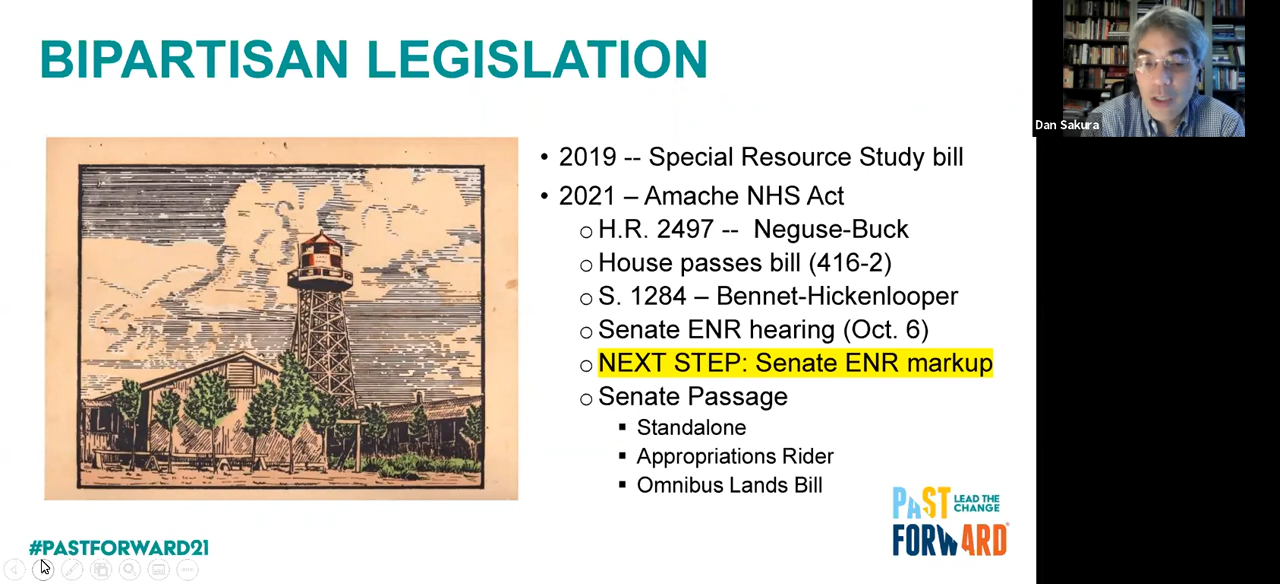 BIPARTISAN LEGISLATION
• 2019 -- Special Resource Study bill
• 2021 – Amache NHS Act
o H.R. 2497 -- Neguse-Buck
o House passes bill (416-2)
o S. 1284 – Bennet-Hickenlooper
o Senate ENR hearing (Oct. 6)
o NEXT STEP: Senate ENR markup
o Senate Passage
▪ Standalone
▪ Appropriations Rider
▪ Omnibus Lands Bill
#PASTFORWARD21
PAST LEAD THE
CHANGE
FORWARD®
Dan Sakura